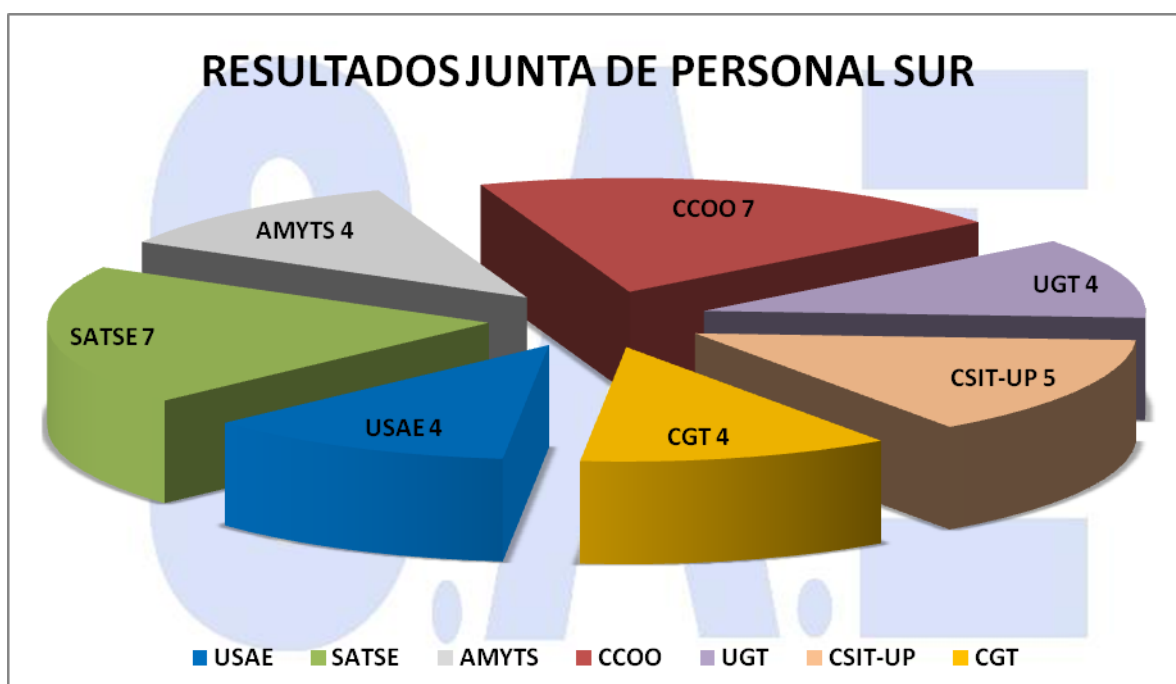 RESULTADOS JUNTA DE PERSONAL SUR
CCOO 7
AMYTS 4
UGT 4
SATSE 7
CSIT-UP 5
USAE 4
CGT 4
USAE SATSE AMYTS CCOO UGT CSIT-UP CGT
S.A.E